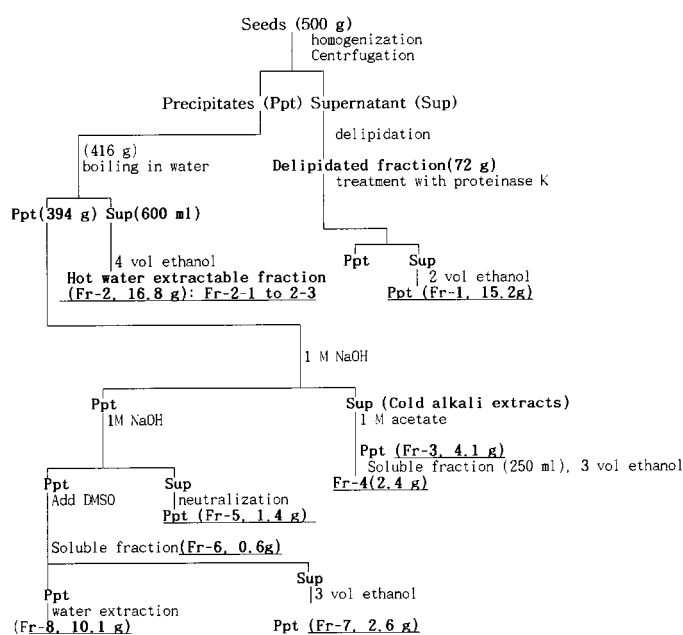 Seeds (500 g)
homogenization
Centrfugation
Precipitates (Ppt) Supernatant (Sup)
delipidation
(416 g)
boiling in water
Delipidated fraction(72 g)
treatment with proteinase K
Ppt(394 g) Sup(600 ml)
4 vol ethanol
Ppt Sup
Hot water extractable fraction
2 vol ethanol
(Fr-2, 16.8 g): Fr-2-1 to 2-3
Ppt (Fr-1, 15.2g)
1 M NaOH
Ppt Sup (Cold alkali extracts)
1M NaOH 1 M acetate
Ppt (Fr-3, 4.1 g)
Soluble fraction (250 ml), 3 vol ethanol
Ppt Sup Fr-4(2.4 g)
Add DMSO neutralization
Ppt (Fr-5, 1.4 g)
Soluble fraction(Fr-6, 0.6g)
Sup
Ppt 3 vol ethanol
water extraction
(Fr-8, 10.1 g) Ppt (Fr-7, 2.6 g)